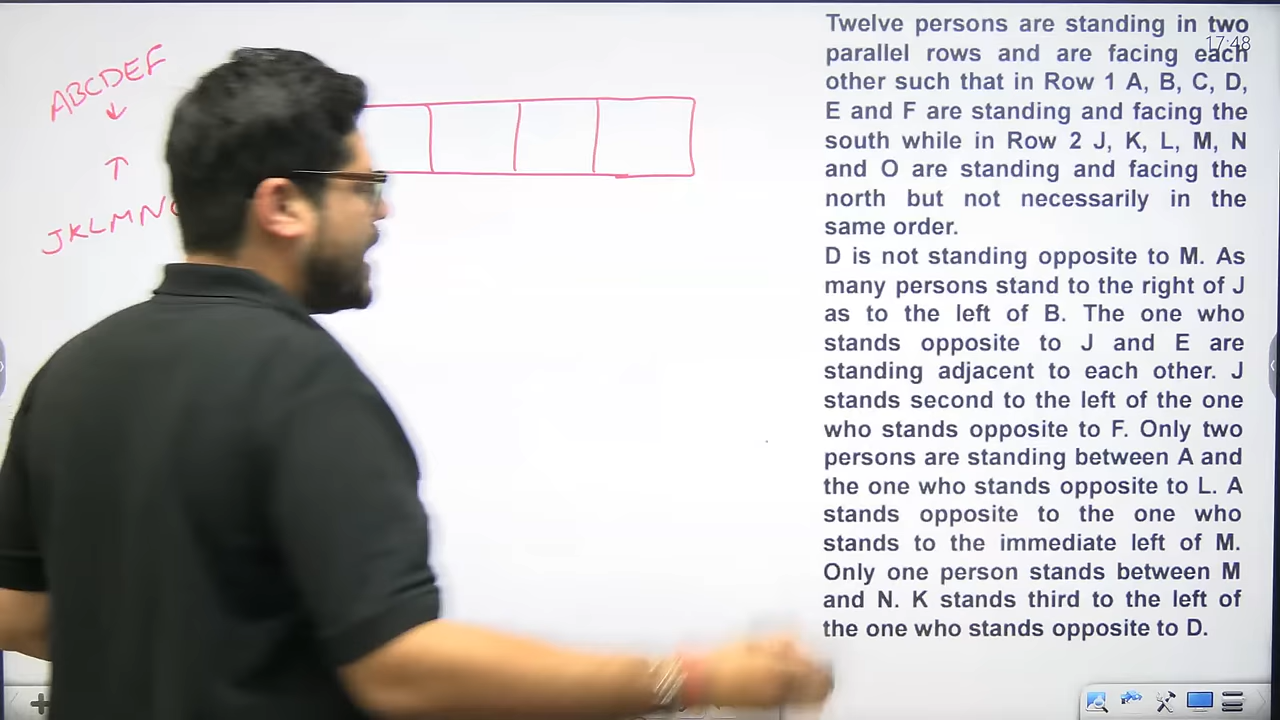 ABCDEF
JKLMN
Twelve persons are standing in two
parallel rows and are facing each
17:48
other such that in Row 1 A, B, C, D,
E and F are standing and facing the
south while in Row 2 J, K, L, M, N
and O are standing and facing the
north but not necessarily in the
same order.
D is not standing opposite to M. As
many persons stand to the right of J
as to the left of B. The one who
stands opposite to J and E are
standing adjacent to each other. J
stands second to the left of the one
who stands opposite to F. Only two
persons are standing between A and
the one who stands opposite to L. A
stands opposite to the one who
stands to the immediate left of M.
Only one person stands between M
and N. K stands third to the left of
the one who stands opposite to D.